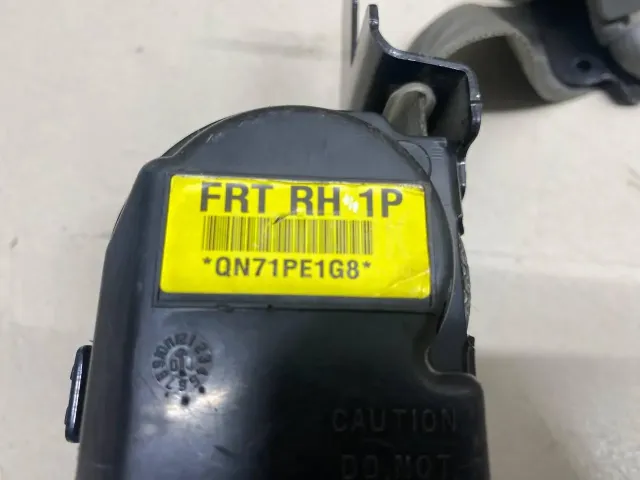 FRT RH 1P
*QN71PE1G8*
CAUTION
DO NOT